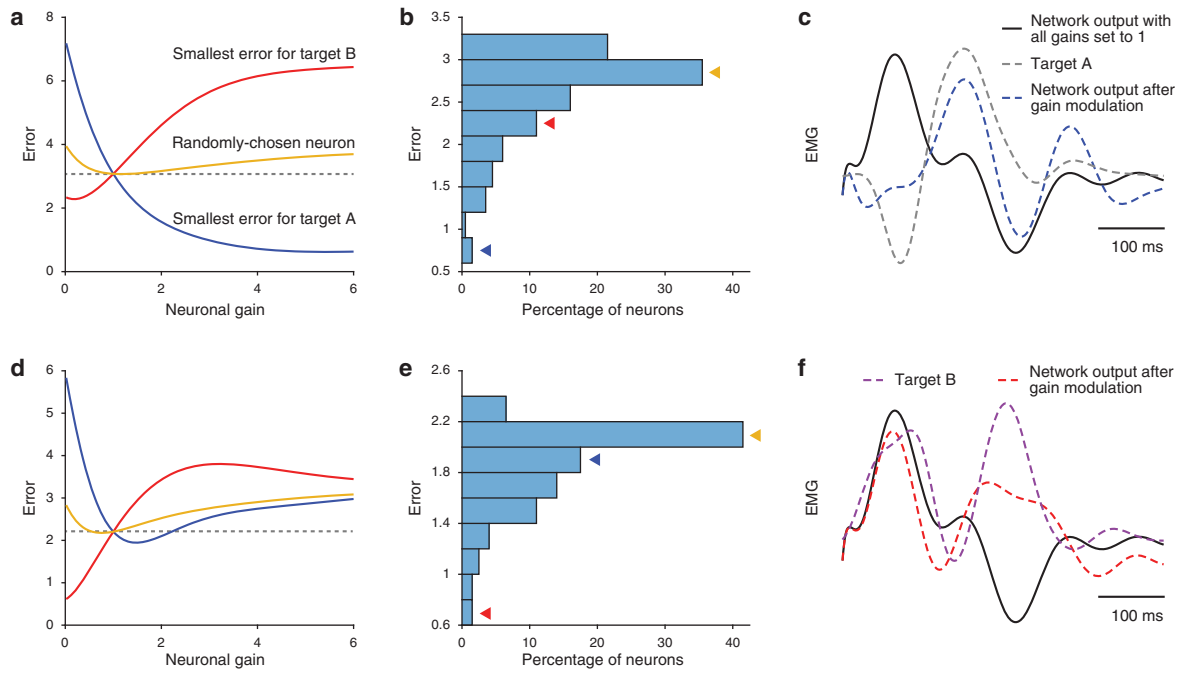 a
8
6
4
2
0
Error
0 2 4 6
Neuronal gain
Smallest error for target B
Randomly-chosen neuron
Smallest error for target A
b
3.5
3
2.5
2
1.5
1
0.5
Error
0 10 20 30 40
Percentage of neurons
c
Network output with
all gains set to 1
Target A
Network output after
gain modulation
EMG
100 ms
d
6
5
4
3
2
1
0
Error
0 2 4 6
Neuronal gain
e
2.6
2.2
1.8
1.4
1
0.6
Error
0 10 20 30 40
Percentage of neurons
f
Target B
Network output after
gain modulation
EMG
100 ms